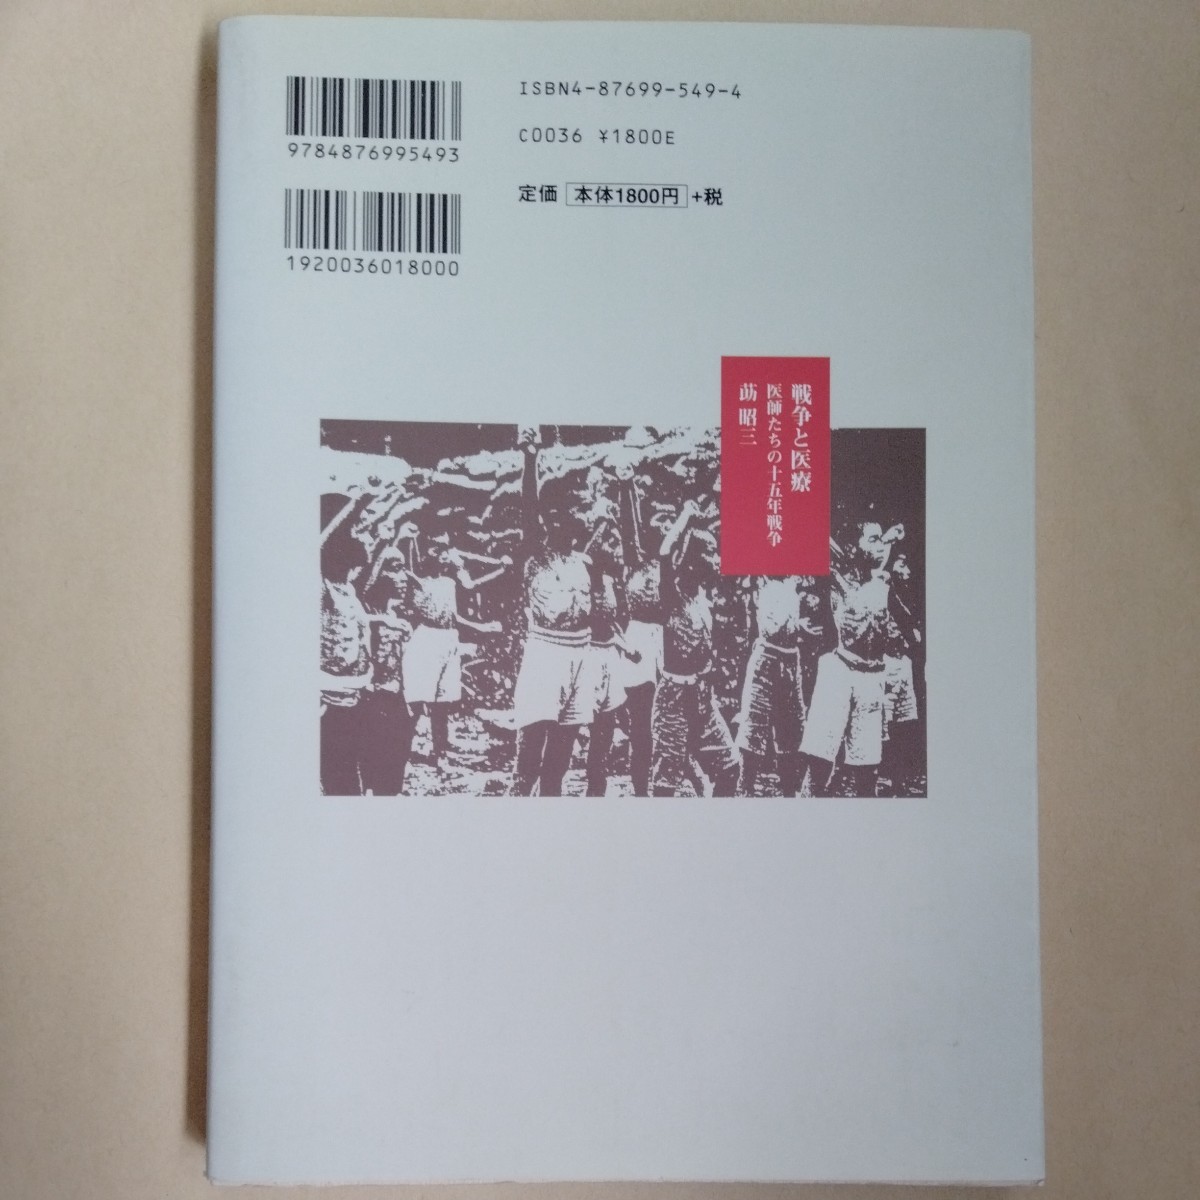 9784876995493
1920036018000
ISBN4-87699-549-4
C0036 ¥1800E
定価 本体1800円 +税
戦争と医療
医師たちの十五年戦争
莇 昭三